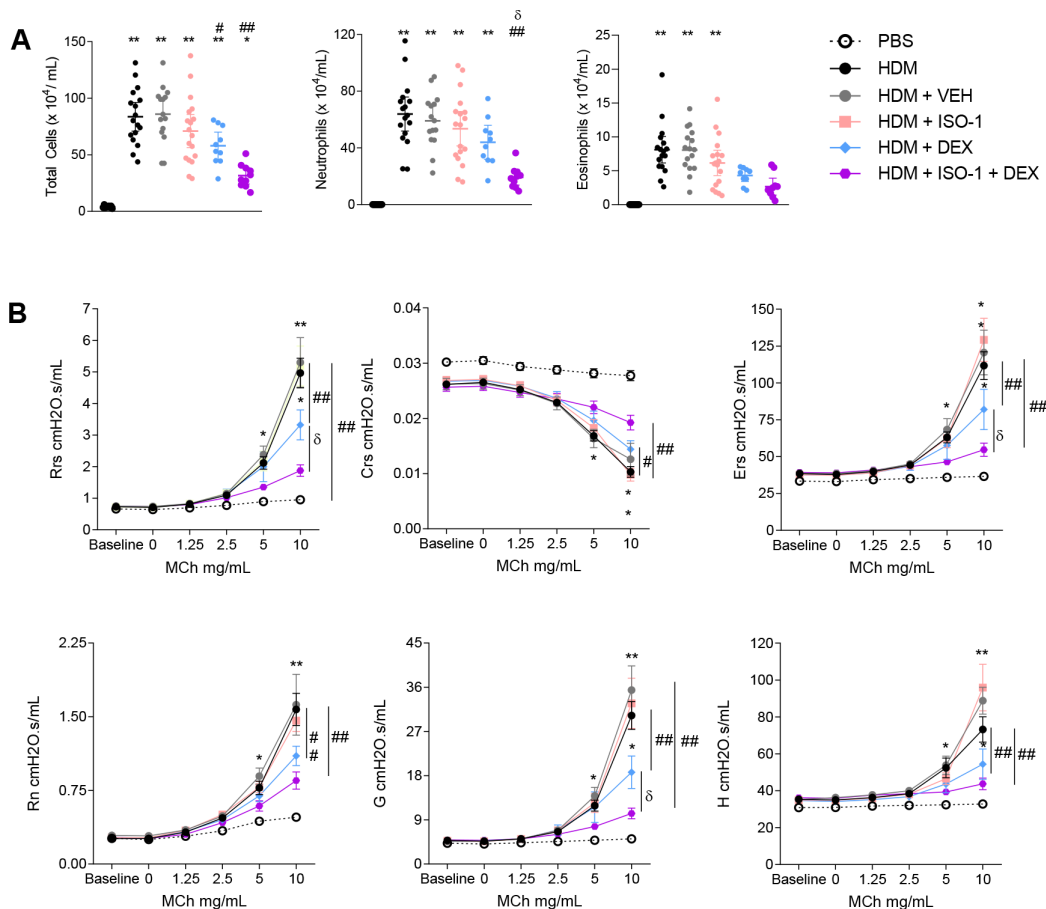 A
Total Cells (x 10⁴/ mL)
150
100
50
0
**
**
**
#
**
##
*
Neutrophils (x 10⁴/mL)
120
80
40
0
**
**
**
**
δ
##
Eosinophils (x 10⁴/mL)
25
20
15
10
5
0
**
**
**
PBS
HDM
HDM + VEH
HDM + ISO-1
HDM + DEX
HDM + ISO-1 + DEX
B
Rrs cmH2O.s/mL
7
6
5
4
3
2
1
0
*
**
*
##
δ
##
Baseline 0 1.25 2.5 5 10
MCh mg/mL
Crs cmH2O.s/mL
0.04
0.03
0.02
0.01
0.00
*
*
*
#
##
Baseline 0 1.25 2.5 5 10
MCh mg/mL
Ers cmH2O.s/mL
150
125
100
75
50
25
0
*
*
*
*
##
δ
##
Baseline 0 1.25 2.5 5 10
MCh mg/mL
Rn cmH2O.s/mL
2.25
1.50
0.75
0.00
*
**
#
#
##
Baseline 0 1.25 2.5 5 10
MCh mg/mL
G cmH2O.s/mL
45
36
27
18
9
0
*
**
*
##
δ
##
Baseline 0 1.25 2.5 5 10
MCh mg/mL
H cmH2O.s/mL
120
100
80
60
40
20
0
*
**
*
##
##
Baseline 0 1.25 2.5 5 10
MCh mg/mL